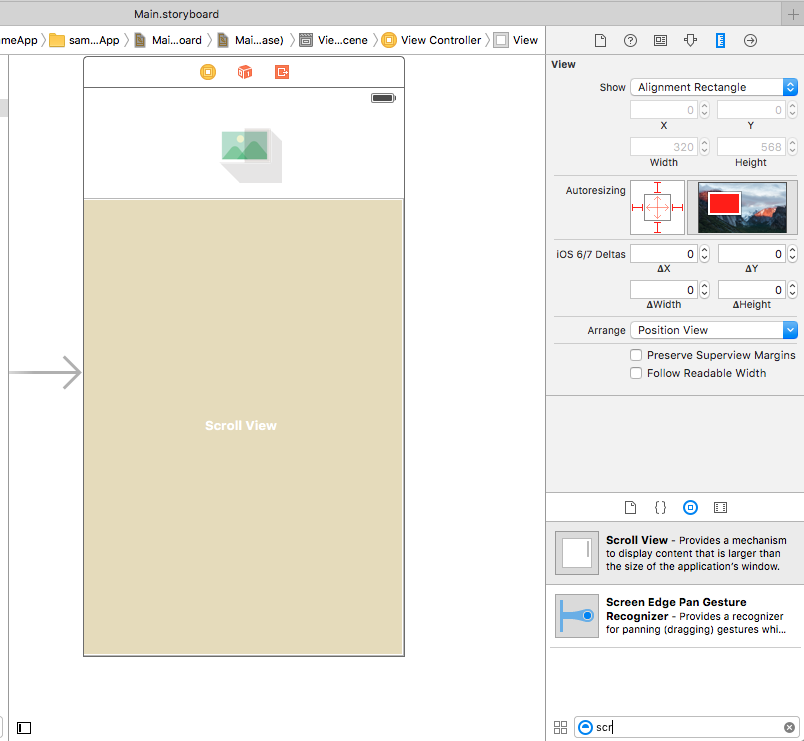 Main.storyboard
meApp
sam...App
Mai...oard
Mai...ase)
Vie...cene
View Controller
View
View
Show
Alignment Rectangle
0
0
X
Y
320
568
Width
Height
Autoresizing
iOS 6/7 Deltas
0
0
ΔX
ΔY
0
0
ΔWidth
ΔHeight
Arrange
Position View
Preserve Superview Margins
Follow Readable Width
Scroll View
{}
Scroll View - Provides a mechanism
to display content that is larger than
the size of the application's window.
Screen Edge Pan Gesture
Recognizer - Provides a recognizer
for panning (dragging) gestures whi...
scr